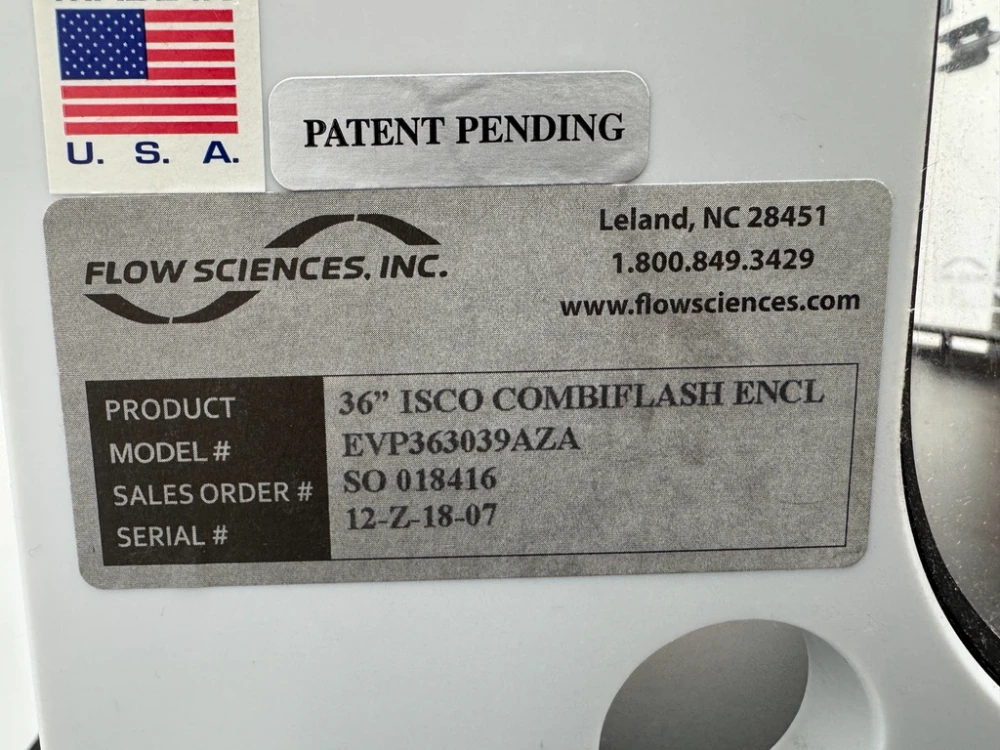 U. S. A.
PATENT PENDING
FLOW SCIENCES, INC.
Leland, NC 28451
1.800.849.3429
www.flowsciences.com
PRODUCT 36” ISCO COMBIFLASH ENCL
MODEL # EVP363039AZA
SALES ORDER # SO 018416
SERIAL # 12-Z-18-07